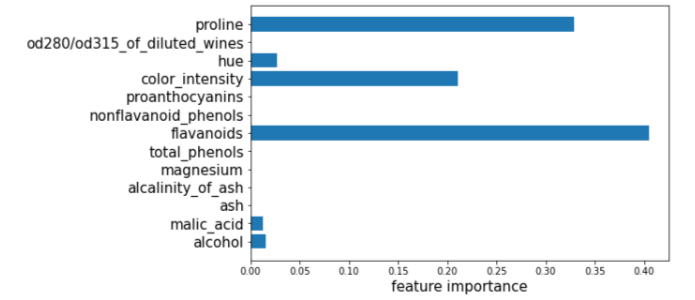 proline
od280/od315_of_diluted_wines
hue
color_intensity
proanthocyanins
nonflavanoid_phenols
flavanoids
total_phenols
magnesium
alcalinity_of_ash
ash
malic_acid
alcohol
0.00 0.05 0.10 0.15 0.20 0.25 0.30 0.35 0.40
feature importance